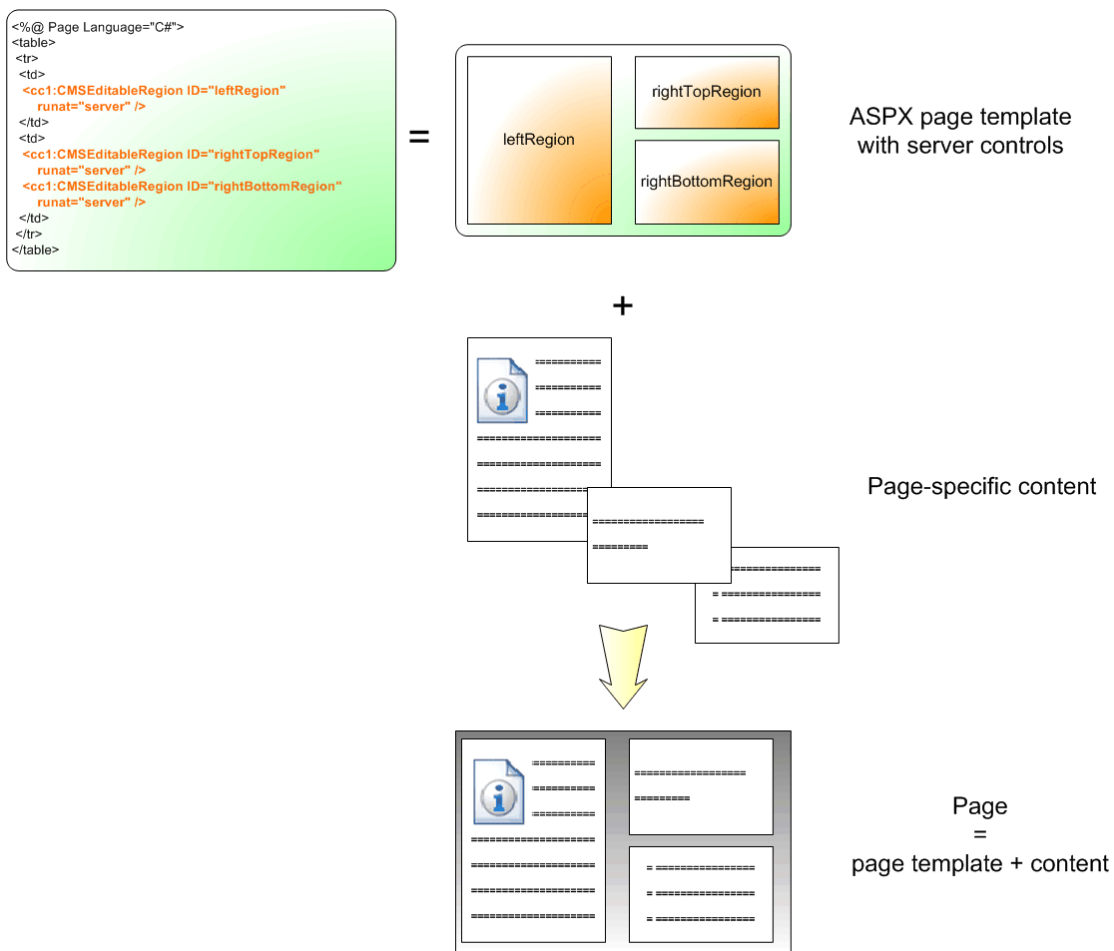 <%@ Page Language="C#">
<table>
<tr>
<td>
<cc1:CMSEditableRegion ID="leftRegion"
runat="server" />
</td>
<td>
<cc1:CMSEditableRegion ID="rightTopRegion"
runat="server" />
<cc1:CMSEditableRegion ID="rightBottomRegion"
runat="server" />
</td>
</tr>
</table>
=
leftRegion
rightTopRegion
rightBottomRegion
ASPX page template
with server controls
+
Page-specific content
Page
=
page template + content